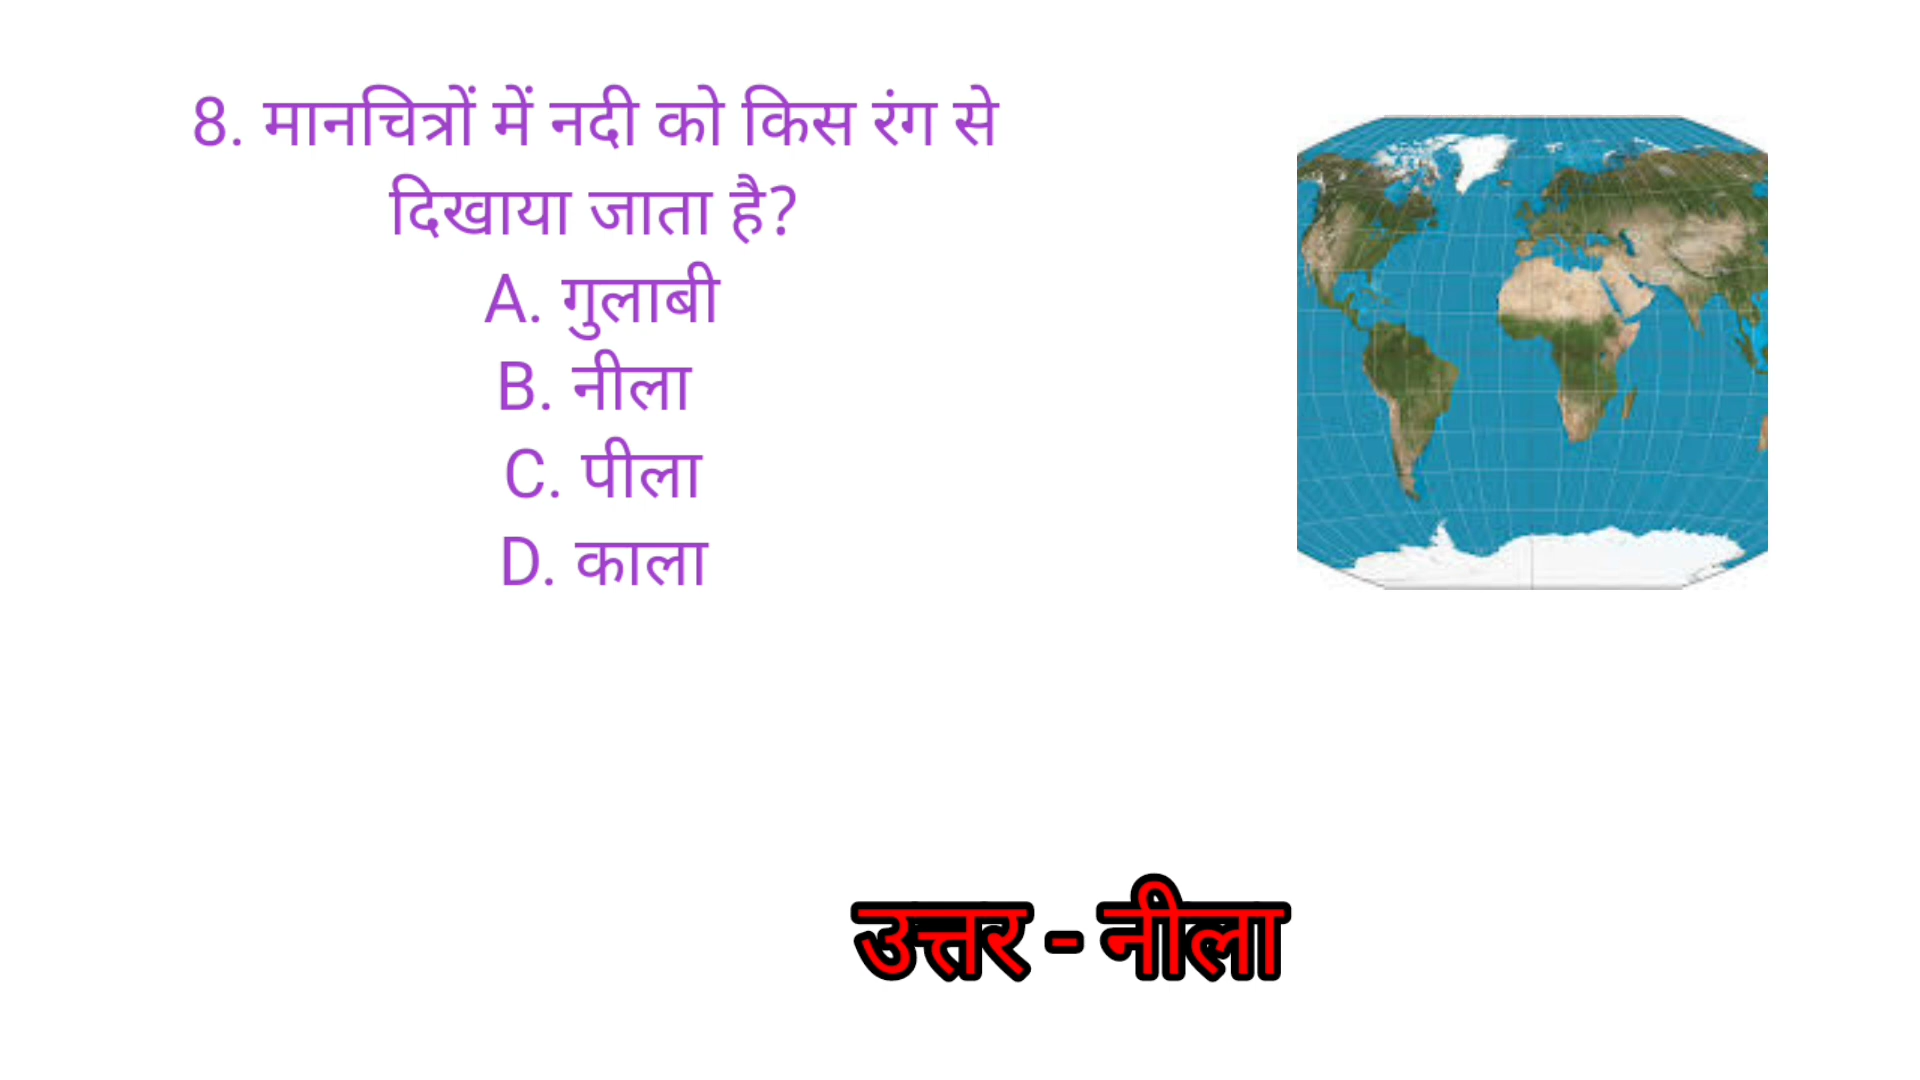 8. मानचित्रों में नदी को किस रंग से
दिखाया जाता है?
A. गुलाबी
B. नीला
C. पीला
D. काला
उत्तर - नीला